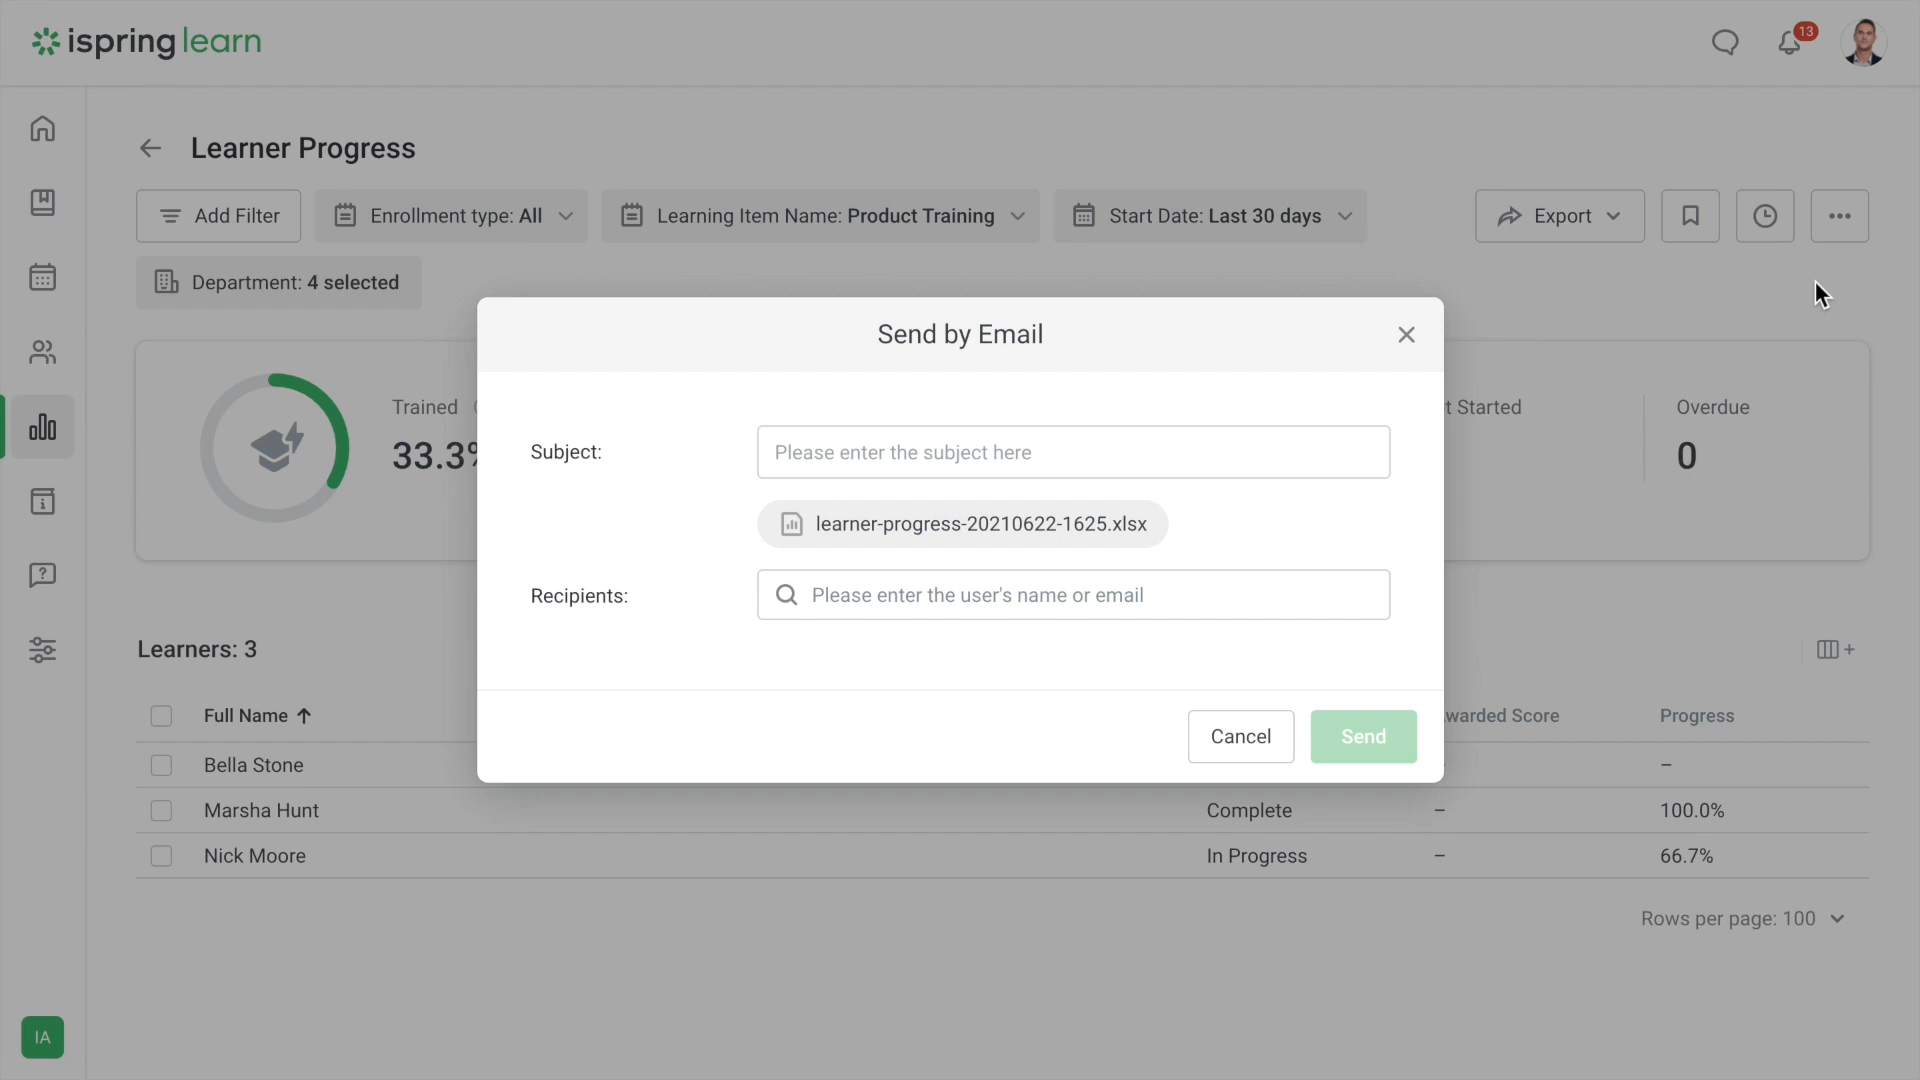 ispring learn
13
Learner Progress
Add Filter
Enrollment type: All
Learning Item Name: Product Training
Start Date: Last 30 days
Export
Department: 4 selected
Send by Email
Trained
33.3%
t Started
Overdue
0
Subject:
Please enter the subject here
learner-progress-20210622-1625.xlsx
Recipients:
Please enter the user's name or email
Learners: 3
Cancel
Send
Full Name
warded Score
Progress
Bella Stone
–
Marsha Hunt
Complete
–
100.0%
Nick Moore
In Progress
–
66.7%
Rows per page: 100
IA